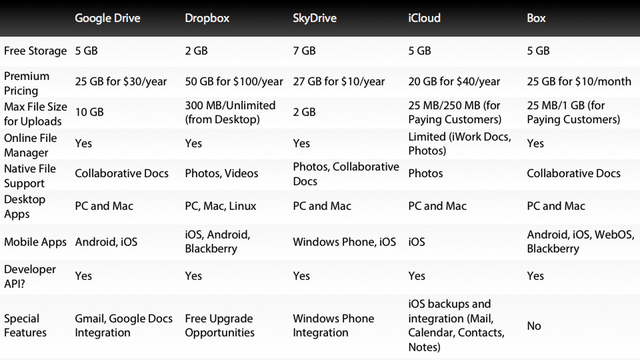 Google Drive Dropbox SkyDrive iCloud Box
Free Storage 5 GB 2 GB 7 GB 5 GB 5 GB
Premium Pricing 25 GB for $30/year 50 GB for $100/year 27 GB for $10/year 20 GB for $40/year 25 GB for $10/month
Max File Size for Uploads 10 GB 300 MB/Unlimited (from Desktop) 2 GB 25 MB/250 MB (for Paying Customers) 25 MB/1 GB (for Paying Customers)
Online File Manager Yes Yes Yes Limited (iWork Docs, Photos) Yes
Native File Support Collaborative Docs Photos, Videos Photos, Collaborative Docs Photos Collaborative Docs
Desktop Apps PC and Mac PC, Mac, Linux PC and Mac PC and Mac PC and Mac
Mobile Apps Android, iOS iOS, Android, Blackberry Windows Phone, iOS iOS Android, iOS, WebOS, Blackberry
Developer API? Yes Yes Yes Yes Yes
Special Features Gmail, Google Docs Integration Free Upgrade Opportunities Windows Phone Integration iOS backups and integration (Mail, Calendar, Contacts, Notes) No